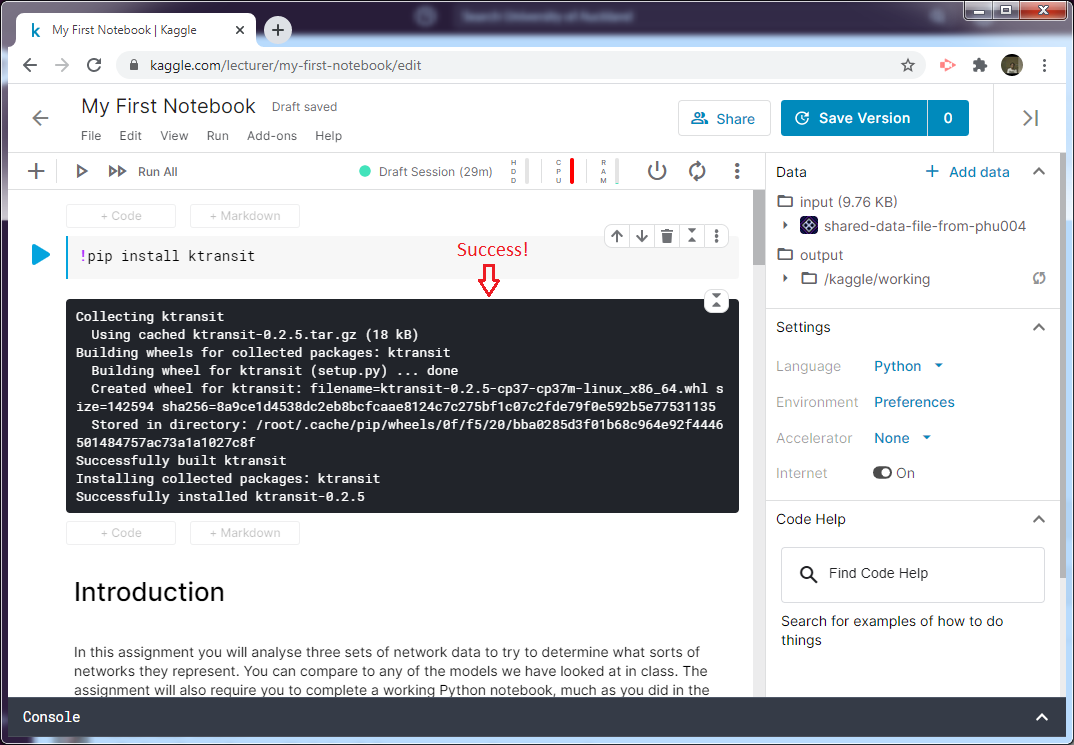 Search University of Auckland
My First Notebook | Kaggle
kaggle.com/lecturer/my-first-notebook/edit
My First Notebook
Draft saved
File Edit View Run Add-ons Help
Share
Save Version
0
Run All
Draft Session (29m)
HDD
CPU
RAM
+ Code
+ Markdown
!pip install ktransit
Success!
Collecting ktransit
Using cached ktransit-0.2.5.tar.gz (18 kB)
Building wheels for collected packages: ktransit
Building wheel for ktransit (setup.py) ... done
Created wheel for ktransit: filename=ktransit-0.2.5-cp37-cp37m-linux_x86_64.whl s
ize=142594 sha256=8a9ce1d4538dc2eb8bcfcaae8124c7c275bf1c07c2fde79f0e592b5e77531135
Stored in directory: /root/.cache/pip/wheels/0f/f5/20/bba0285d3f01b68c964e92f4446
501484757ac73a1a1027c8f
Successfully built ktransit
Installing collected packages: ktransit
Successfully installed ktransit-0.2.5
+ Code
+ Markdown
Introduction
In this assignment you will analyse three sets of network data to try to determine what sorts of
networks they represent. You can compare to any of the models we have looked at in class. The
assignment will also require you to complete a working Python notebook, much as you did in the
Data
+ Add data
input (9.76 KB)
shared-data-file-from-phu004
output
/kaggle/working
Settings
Language Python
Environment Preferences
Accelerator None
Internet On
Code Help
Find Code Help
Search for examples of how to do
things
Console